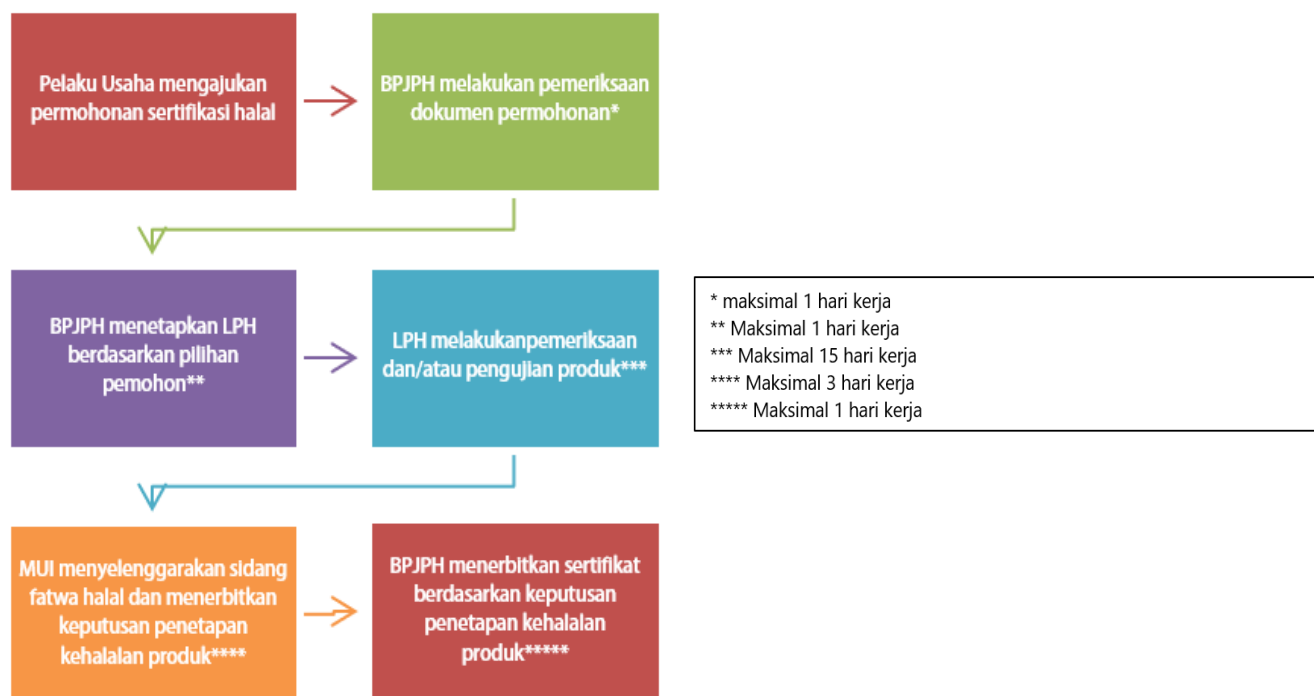 Pelaku Usaha mengajukan
permohonan sertifikasi halal
BPJPH melakukan pemeriksaan
dokumen permohonan*
BPJPH menetapkan LPH
berdasarkan pilihan
pemohon**
LPH melakukanpemeriksaan
dan/atau pengujian produk***
* maksimal 1 hari kerja
** Maksimal 1 hari kerja
*** Maksimal 15 hari kerja
**** Maksimal 3 hari kerja
***** Maksimal 1 hari kerja
MUI menyelenggarakan sidang
fatwa halal dan menerbitkan
keputusan penetapan
kehalalan produk****
BPJPH menerbitkan sertifikat
berdasarkan keputusan
penetapan kehalalan
produk*****